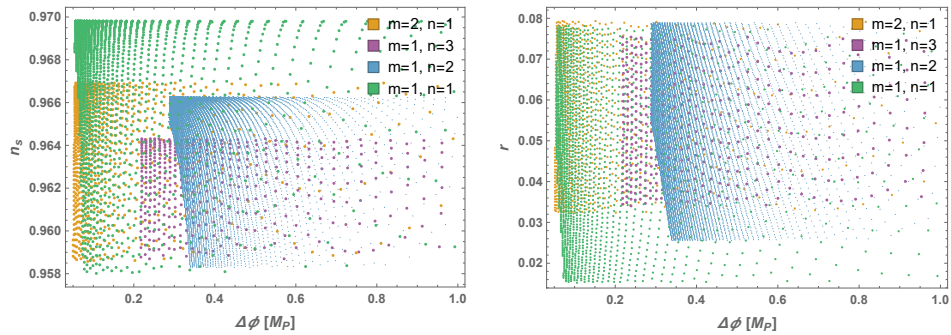 0.970
0.968
0.966
0.964
0.962
0.960
0.958
n_s
0.2
0.4
0.6
0.8
1.0
Δϕ [M_P]
m=2, n=1
m=1, n=3
m=1, n=2
m=1, n=1
0.08
0.07
0.06
0.05
0.04
0.03
0.02
r
0.2
0.4
0.6
0.8
1.0
Δϕ [M_P]
m=2, n=1
m=1, n=3
m=1, n=2
m=1, n=1